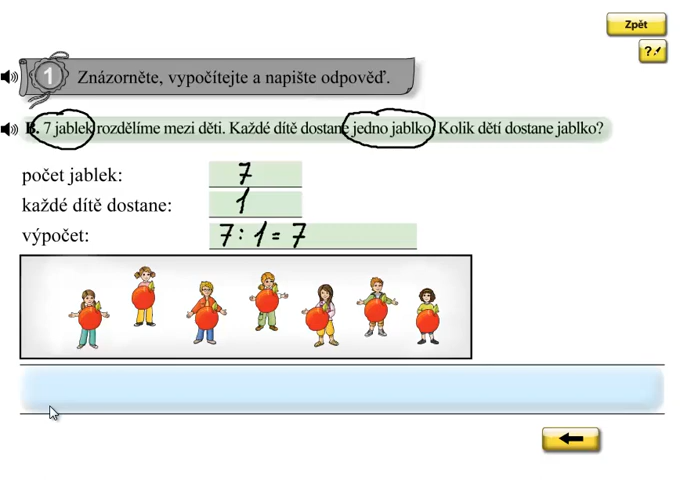 Zpět
?
1 Znázorněte, vypočítejte a napište odpověď.
B. 7 jablek rozdělíme mezi děti. Každé dítě dostane jedno jablko. Kolik dětí dostane jablko?
počet jablek: 7
každé dítě dostane: 1
výpočet: 7 : 1 = 7